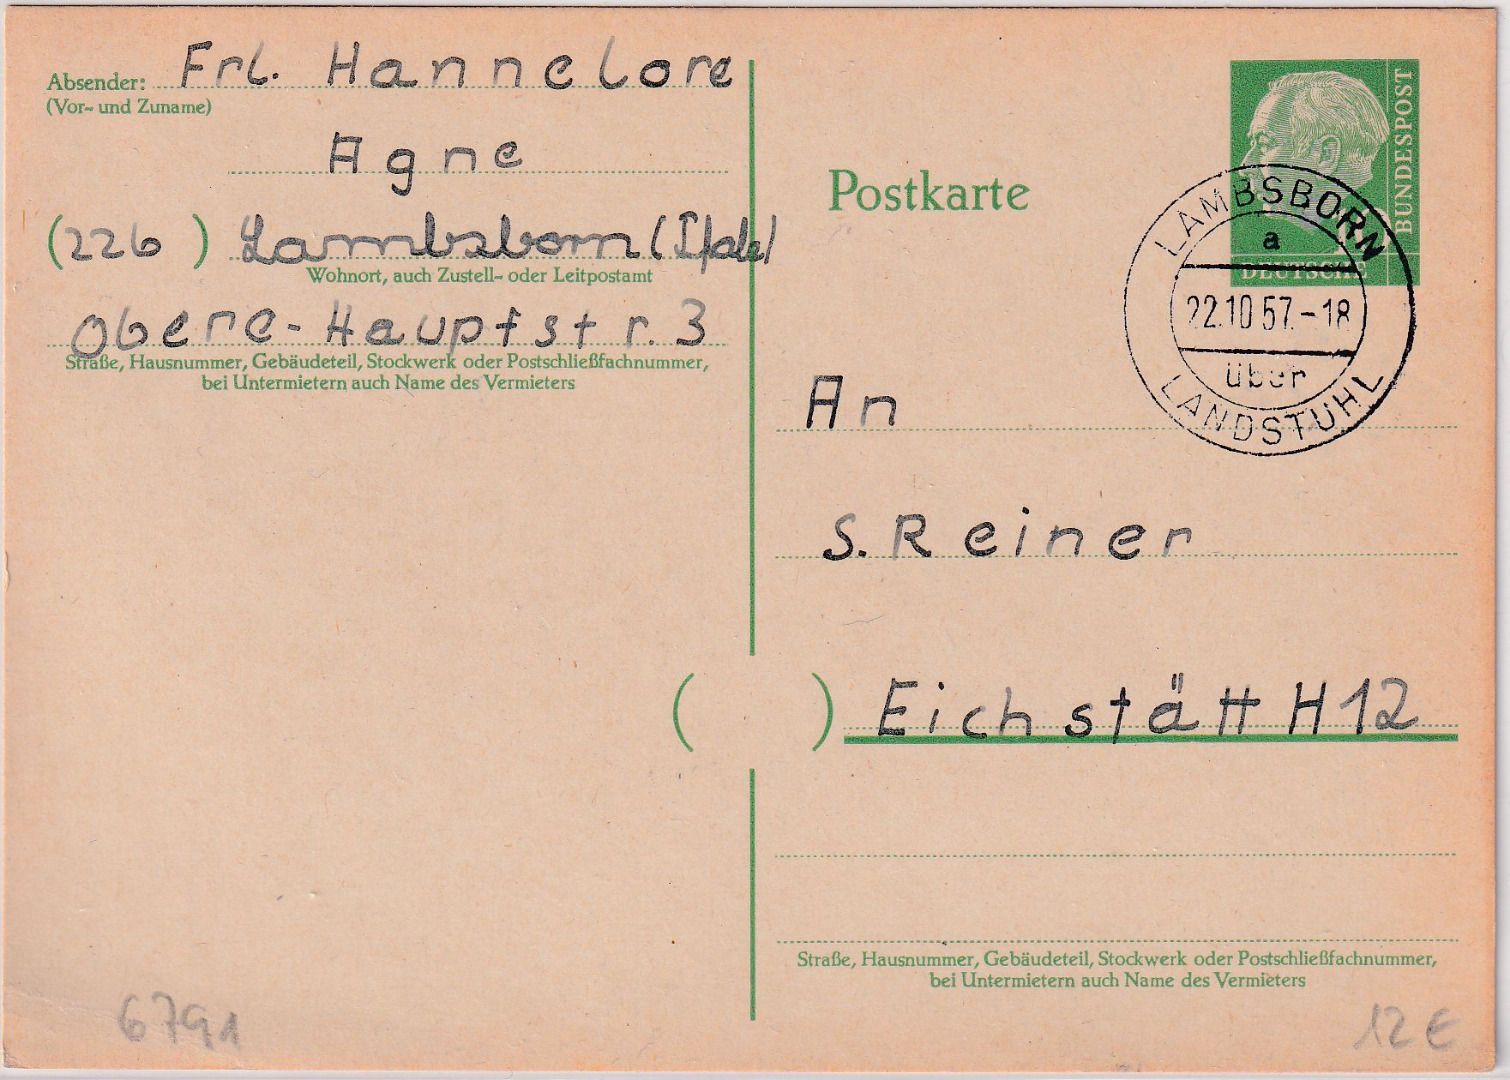 Absender: Frl. Hannelore
(Vor- und Zuname)
Agne
(22b) Lambsborn (Pfalz)
Wohnort, auch Zustell- oder Leitpostamt
Obere-Hauptstr. 3
Straße, Hausnummer, Gebäudeteil, Stockwerk oder Postschließfachnummer,
bei Untermietern auch Name des Vermieters
6791
Postkarte
DEUTSCHE
BUNDESPOST
LAMBSBORN
a
22.10.57.-18
über
LANDSTUHL
An
S. Reiner
( ) Eichstätt H 12
Straße, Hausnummer, Gebäudeteil, Stockwerk oder Postschließfachnummer,
bei Untermietern auch Name des Vermieters
12 €